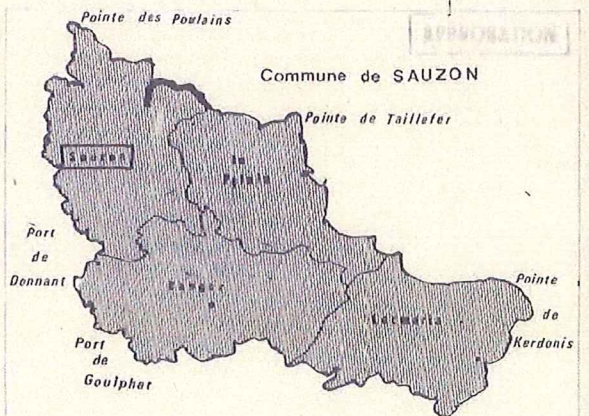 Pointe des Poulains
APPROBATION
Commune de SAUZON
Pointe de Taillefer
le
Palais
Sauzon
Port
de
Donnant
Bangor
Locmaria
Pointe
de
Kerdonis
Port
de
Goulphar